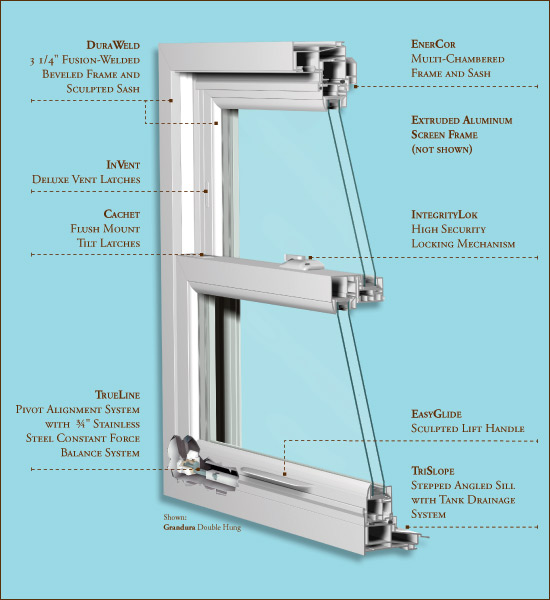 DuraWeld
3 1/4" Fusion-Welded
Beveled Frame and
Sculpted Sash
InVent
Deluxe Vent Latches
Cachet
Flush Mount
Tilt Latches
TrueLine
Pivot Alignment System
with ¾" Stainless
Steel Constant Force
Balance System
EnerCor
Multi-Chambered
Frame and Sash
Extruded Aluminum
Screen Frame
(not shown)
IntegrityLok
High Security
Locking Mechanism
EasyGlide
Sculpted Lift Handle
TriSlope
Stepped Angled Sill
with Tank Drainage
System
Shown:
Grandura Double Hung